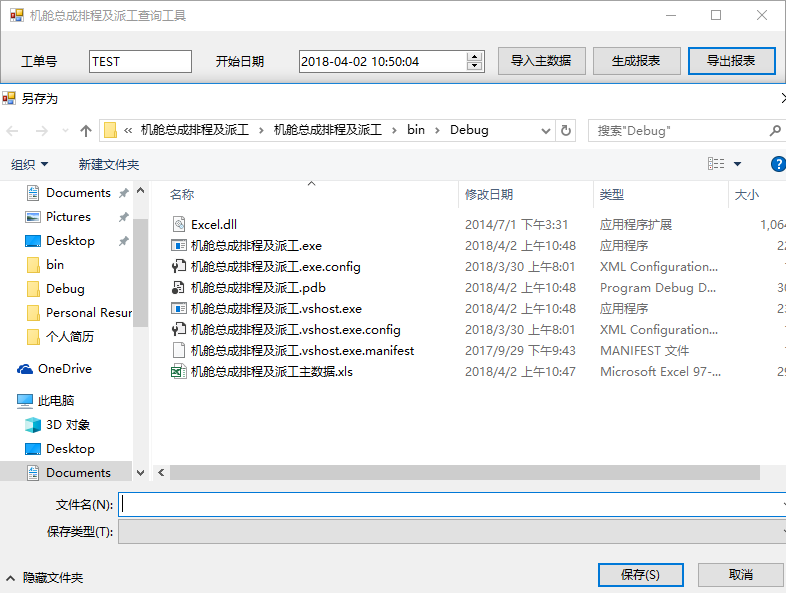 机舱总成排程及派工查询工具
工单号 TEST 开始日期 2018-04-02 10:50:04 导入主数据 生成报表 导出报表
另存为
« 机舱总成排程及派工 › 机舱总成排程及派工 › bin › Debug 搜索"Debug"
组织 新建文件夹
名称 修改日期 类型 大小
Documents
Pictures
Desktop
bin
Debug
Personal Resur
个人简历
OneDrive
此电脑
3D 对象
Desktop
Documents
Excel.dll 2014/7/1 下午3:31 应用程序扩展 1,064
机舱总成排程及派工.exe 2018/4/2 上午10:48 应用程序
机舱总成排程及派工.exe.config 2018/3/30 上午8:01 XML Configuration...
机舱总成排程及派工.pdb 2018/4/2 上午10:48 Program Debug D...
机舱总成排程及派工.vshost.exe 2018/4/2 上午10:48 应用程序
机舱总成排程及派工.vshost.exe.config 2018/3/30 上午8:01 XML Configuration...
机舱总成排程及派工.vshost.exe.manifest 2017/9/29 下午9:43 MANIFEST 文件
机舱总成排程及派工主数据.xls 2018/4/2 上午10:47 Microsoft Excel 97-...
文件名(N):
保存类型(T):
隐藏文件夹 保存(S) 取消